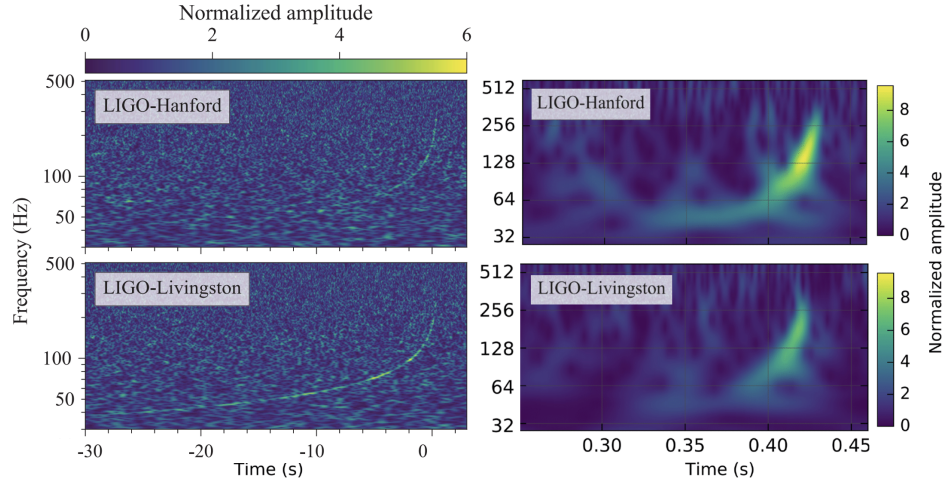 Normalized amplitude
0 2 4 6
500
LIGO-Hanford
100
50
500
LIGO-Livingston
100
50
Frequency (Hz)
-30 -20 -10 0
Time (s)
512
LIGO-Hanford
256
128
64
32
8
6
4
2
0
512
LIGO-Livingston
256
128
64
32
8
6
4
2
0
Normalized amplitude
0.30 0.35 0.40 0.45
Time (s)